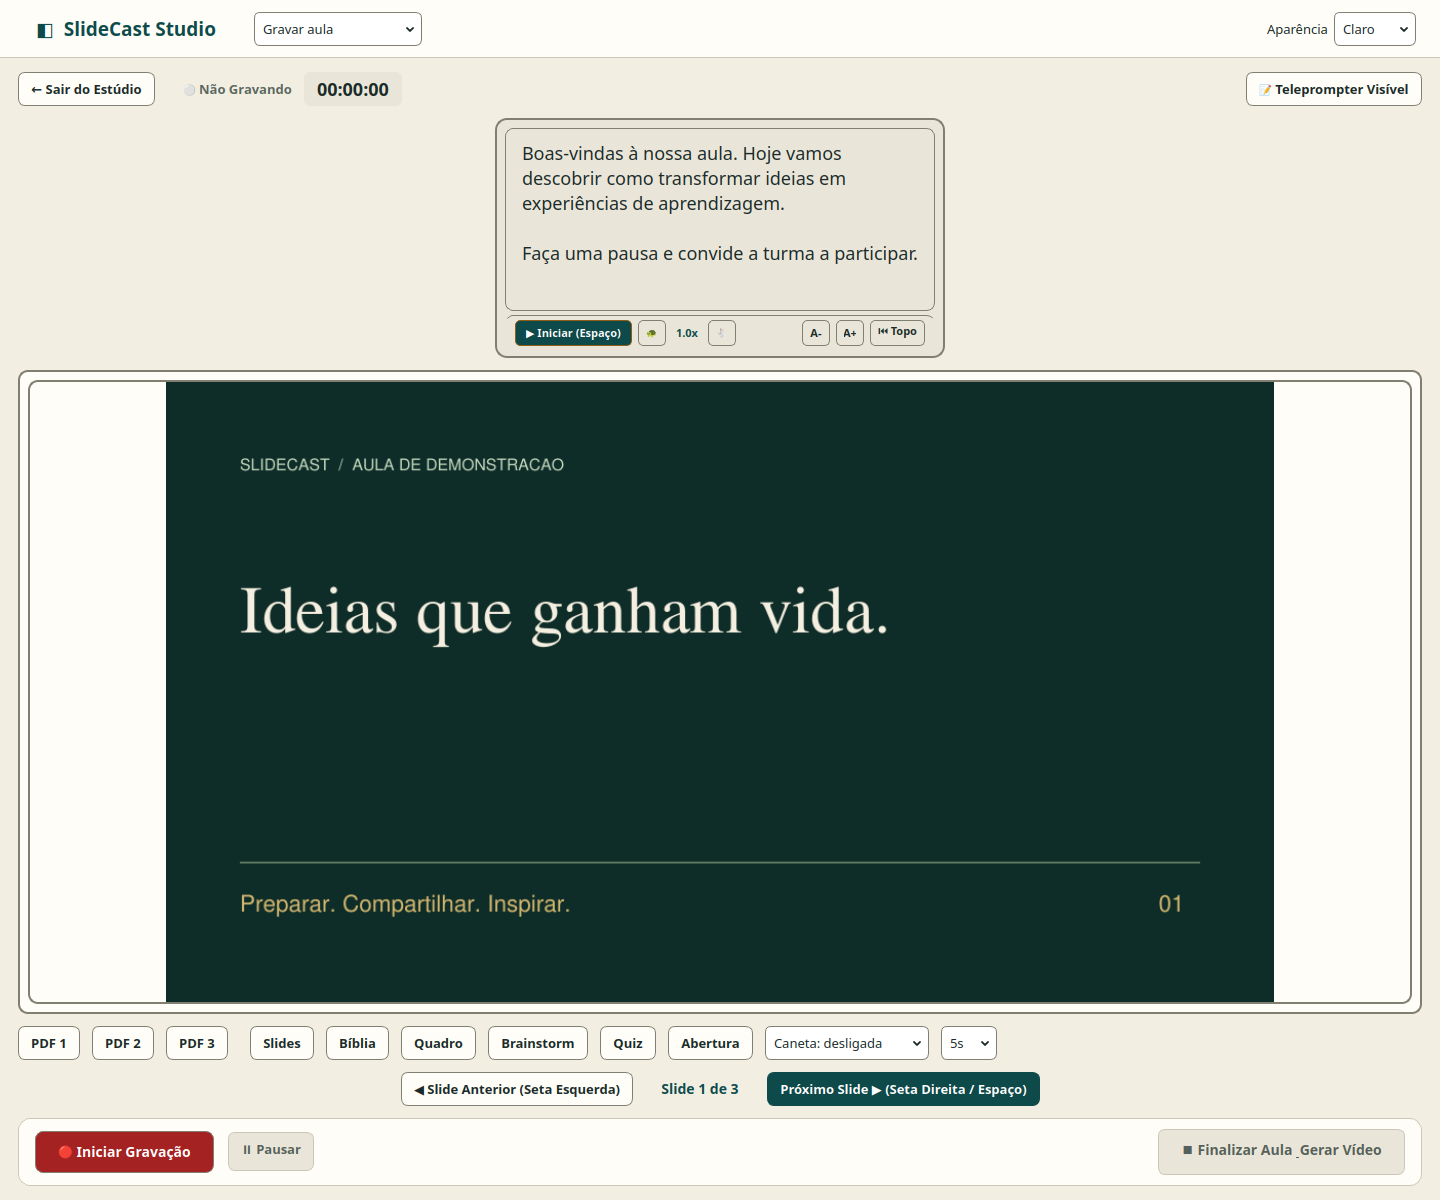 SlideCast Studio
Gravar aula
Aparência
Claro
← Sair do Estúdio
Não Gravando
00:00:00
Teleprompter Visível
Boas-vindas à nossa aula. Hoje vamos
descobrir como transformar ideias em
experiências de aprendizagem.
Faça uma pausa e convide a turma a participar.
▶ Iniciar (Espaço)
1.0x
A-
A+
⏮ Topo
SLIDECAST / AULA DE DEMONSTRACAO
Ideias que ganham vida.
Preparar. Compartilhar. Inspirar.
01
PDF 1
PDF 2
PDF 3
Slides
Bíblia
Quadro
Brainstorm
Quiz
Abertura
Caneta: desligada
5s
◀ Slide Anterior (Seta Esquerda)
Slide 1 de 3
Próximo Slide ▶ (Seta Direita / Espaço)
Iniciar Gravação
⏸ Pausar
⏹ Finalizar Aula _Gerar Vídeo